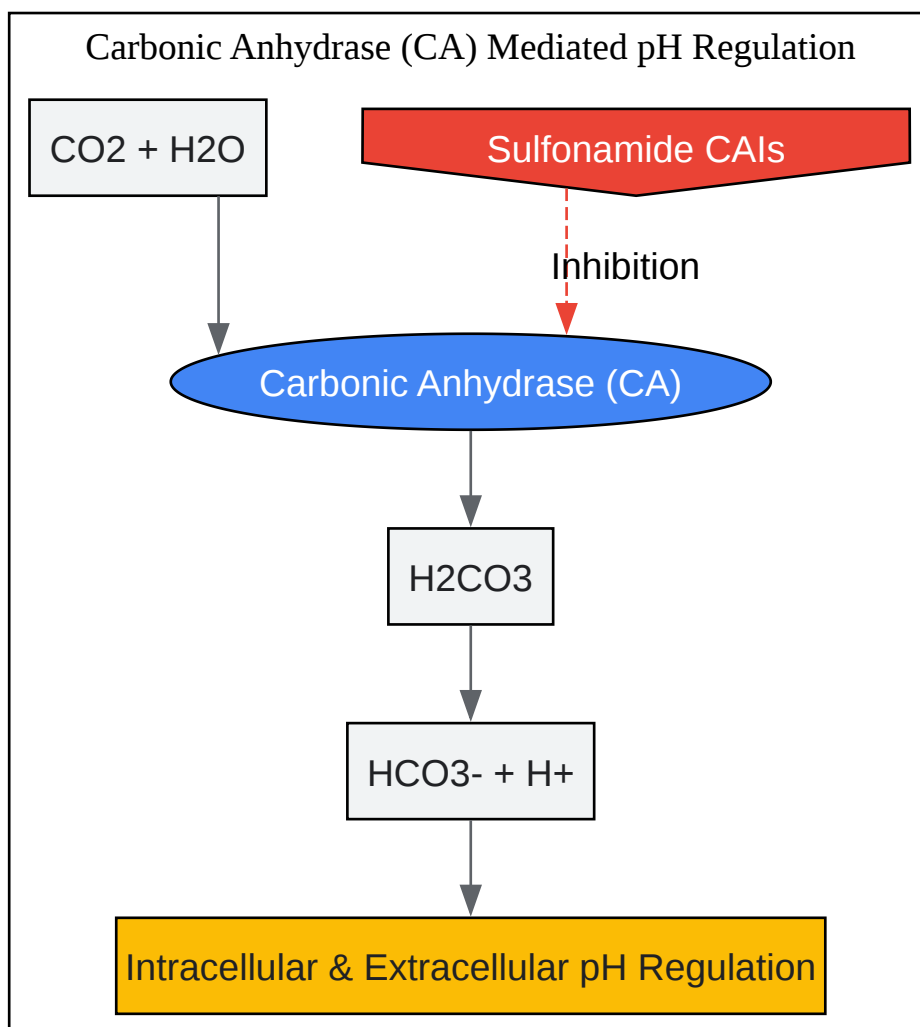 Carbonic Anhydrase (CA) Mediated pH Regulation
CO2 + H2O
Sulfonamide CAIs
Inhibition
Carbonic Anhydrase (CA)
H2CO3
HCO3- + H+
Intracellular & Extracellular pH Regulation